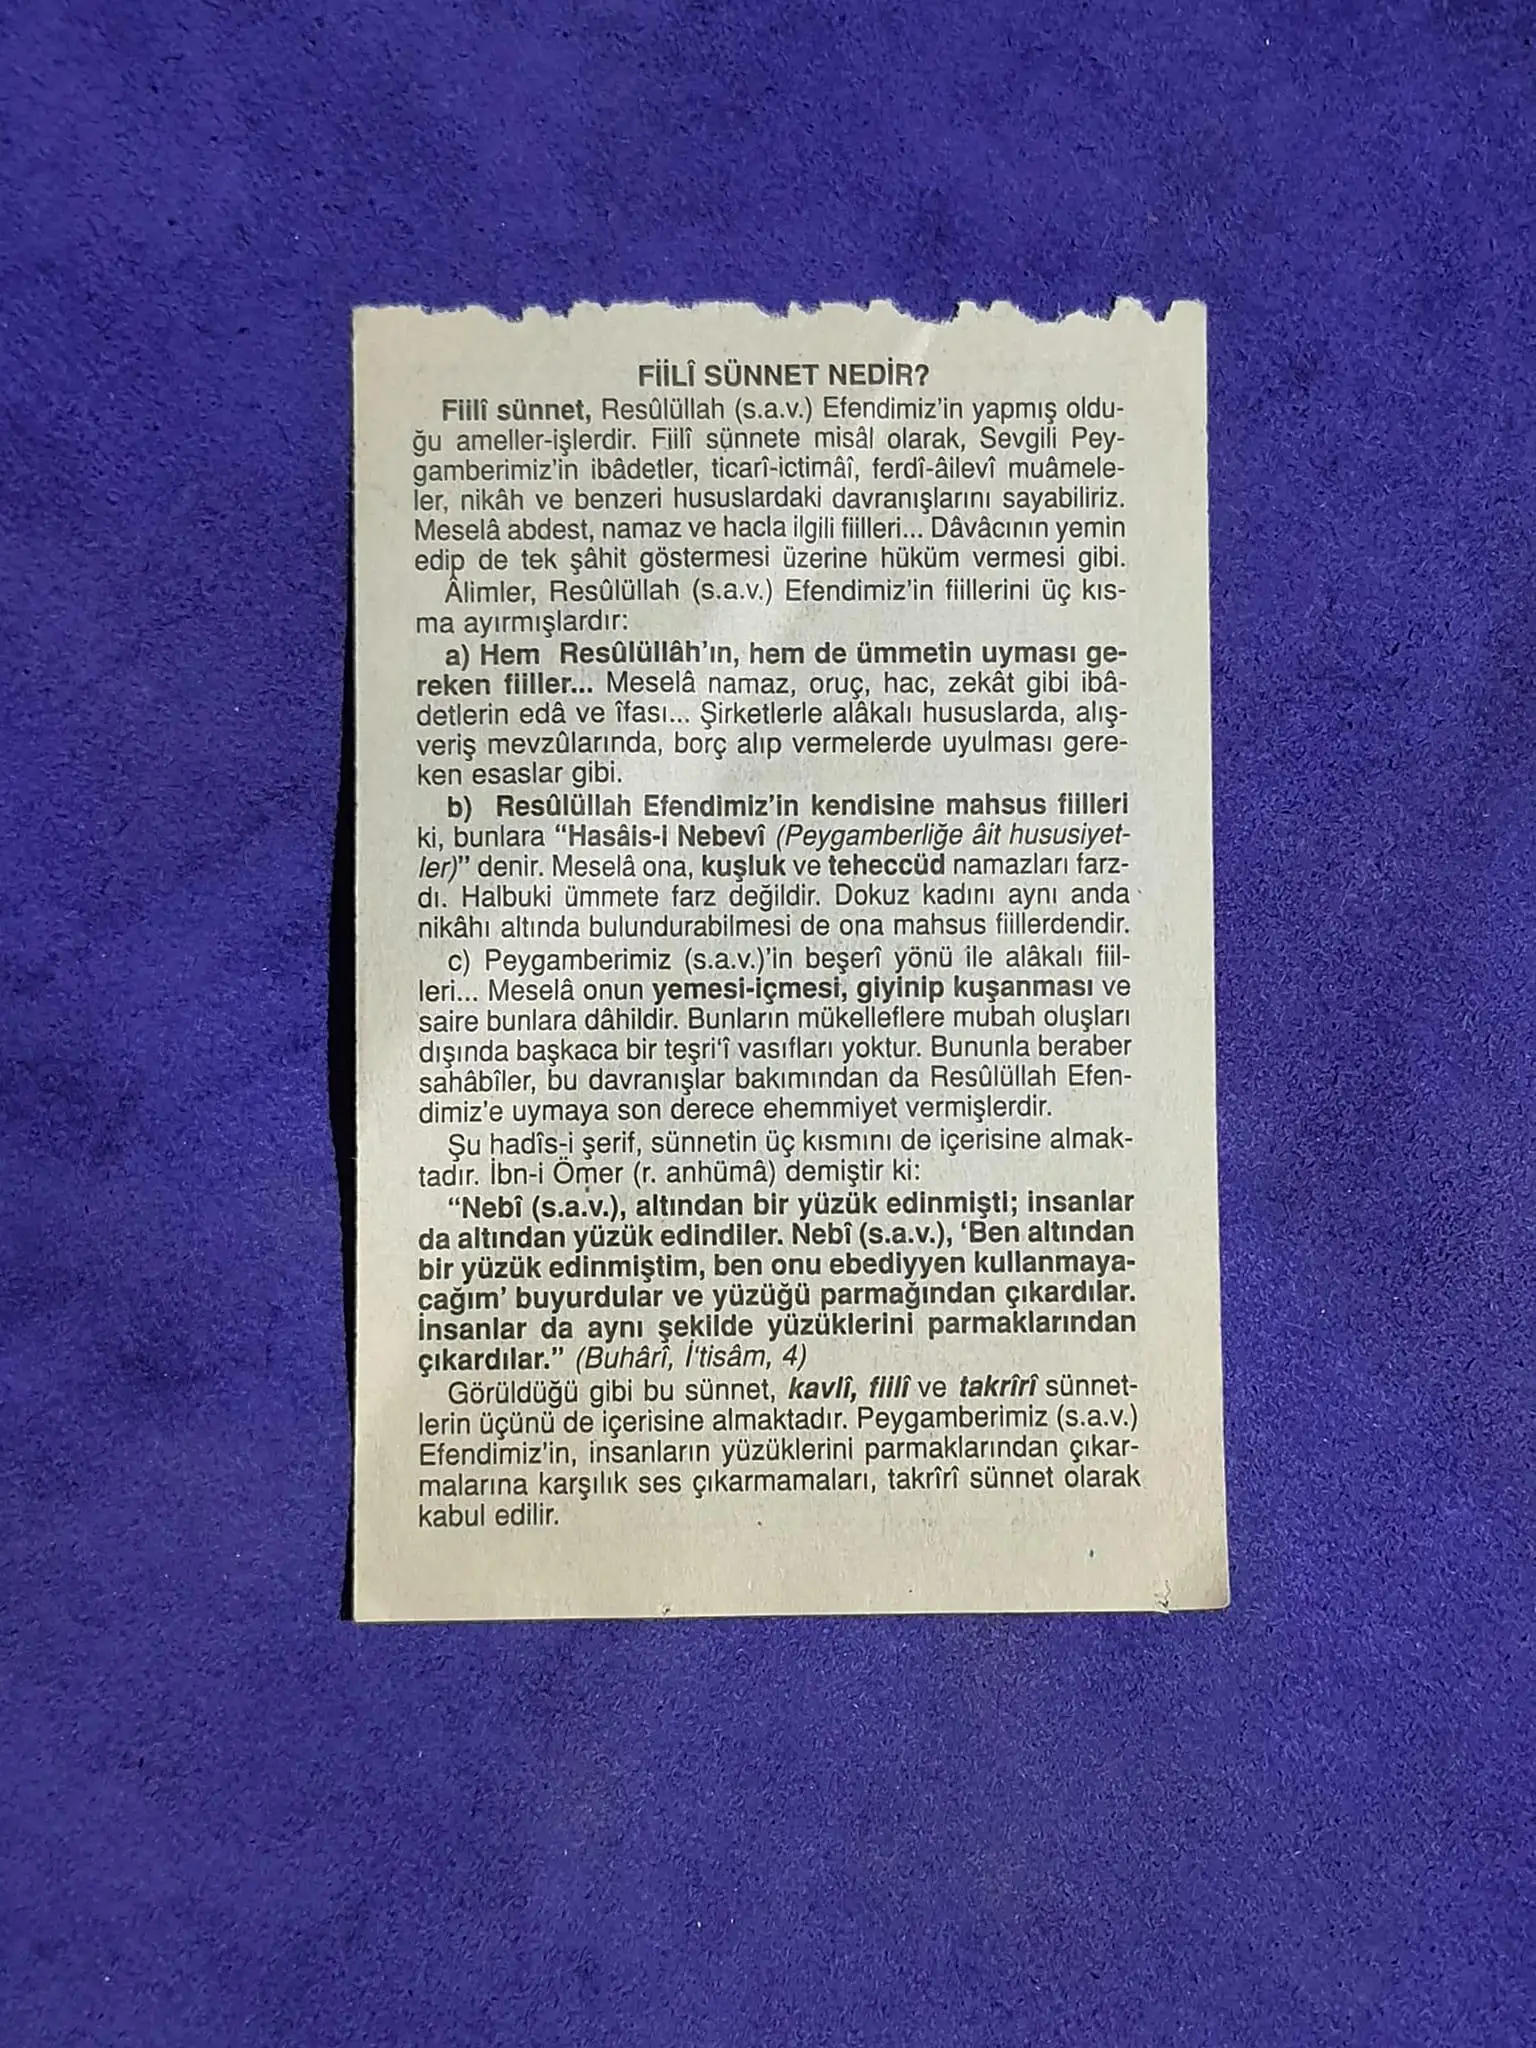 FİİLÎ SÜNNET NEDİR?
Fiilî sünnet, Resûlüllah (s.a.v.) Efendimiz'in yapmış oldu-
ğu ameller-işlerdir. Fiilî sünnete misâl olarak, Sevgili Pey-
gamberimiz'in ibâdetler, ticarî-ictimâî, ferdî-âilevî muâmele-
ler, nikâh ve benzeri hususlardaki davranışlarını sayabiliriz.
Meselâ abdest, namaz ve hacla ilgili fiilleri... Dâvâcının yemin
edip de tek şâhit göstermesi üzerine hüküm vermesi gibi.
Âlimler, Resûlüllah (s.a.v.) Efendimiz'in fiillerini üç kıs-
ma ayırmışlardır:
a) Hem Resûlüllâh'ın, hem de ümmetin uyması ge-
reken fiiller... Meselâ namaz, oruç, hac, zekât gibi ibâ-
detlerin edâ ve îfası... Şirketlerle alâkalı hususlarda, alış-
veriş mevzûlarında, borç alıp vermelerde uyulması gere-
ken esaslar gibi.
b) Resûlüllah Efendimiz'in kendisine mahsus fiilleri
ki, bunlara "Hasâis-i Nebevî (Peygamberliğe âit hususiyet-
ler)" denir. Meselâ ona, kuşluk ve teheccüd namazları farz-
dı. Halbuki ümmete farz değildir. Dokuz kadını aynı anda
nikâhı altında bulundurabilmesi de ona mahsus fiillerdendir.
c) Peygamberimiz (s.a.v.)'in beşerî yönü ile alâkalı fiil-
leri... Meselâ onun yemesi-içmesi, giyinip kuşanması ve
saire bunlara dâhildir. Bunların mükelleflere mubah oluşları
dışında başkaca bir teşri'î vasıfları yoktur. Bununla beraber
sahâbîler, bu davranışlar bakımından da Resûlüllah Efen-
dimiz'e uymaya son derece ehemmiyet vermişlerdir.
Şu hadîs-i şerif, sünnetin üç kısmını de içerisine almak-
tadır. İbn-i Ömer (r. anhümâ) demiştir ki:
"Nebî (s.a.v.), altından bir yüzük edinmişti; insanlar
da altından yüzük edindiler. Nebî (s.a.v.), 'Ben altından
bir yüzük edinmiştim, ben onu ebediyyen kullanmaya-
cağım' buyurdular ve yüzüğü parmağından çıkardılar.
İnsanlar da aynı şekilde yüzüklerini parmaklarından
çıkardılar." (Buhârî, İ'tisâm, 4)
Görüldüğü gibi bu sünnet, kavlî, fiilî ve takrîrî sünnet-
lerin üçünü de içerisine almaktadır. Peygamberimiz (s.a.v.)
Efendimiz'in, insanların yüzüklerini parmaklarından çıkar-
malarına karşılık ses çıkarmamaları, takrîrî sünnet olarak
kabul edilir.